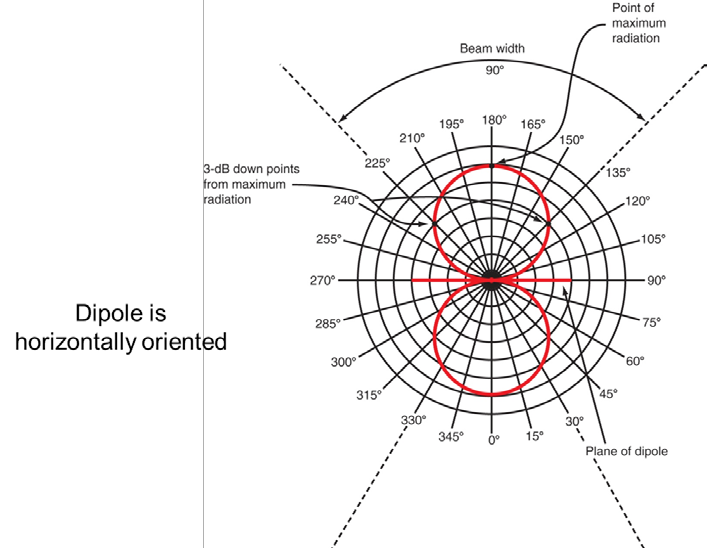 Point of
maximum
radiation
Beam width
90°
180°
195°
165°
210°
150°
225°
135°
3-dB down points
from maximum
radiation
240°
120°
255°
105°
270°
90°
Dipole is
horizontally oriented
285°
75°
300°
60°
315°
45°
330°
30°
345°
0°
15°
Plane of dipole